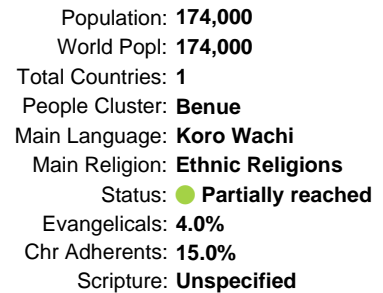 Population: 174,000
World Popl: 174,000
Total Countries: 1
People Cluster: Benue
Main Language: Koro Wachi
Main Religion: Ethnic Religions
Status: Partially reached
Evangelicals: 4.0%
Chr Adherents: 15.0%
Scripture: Unspecified